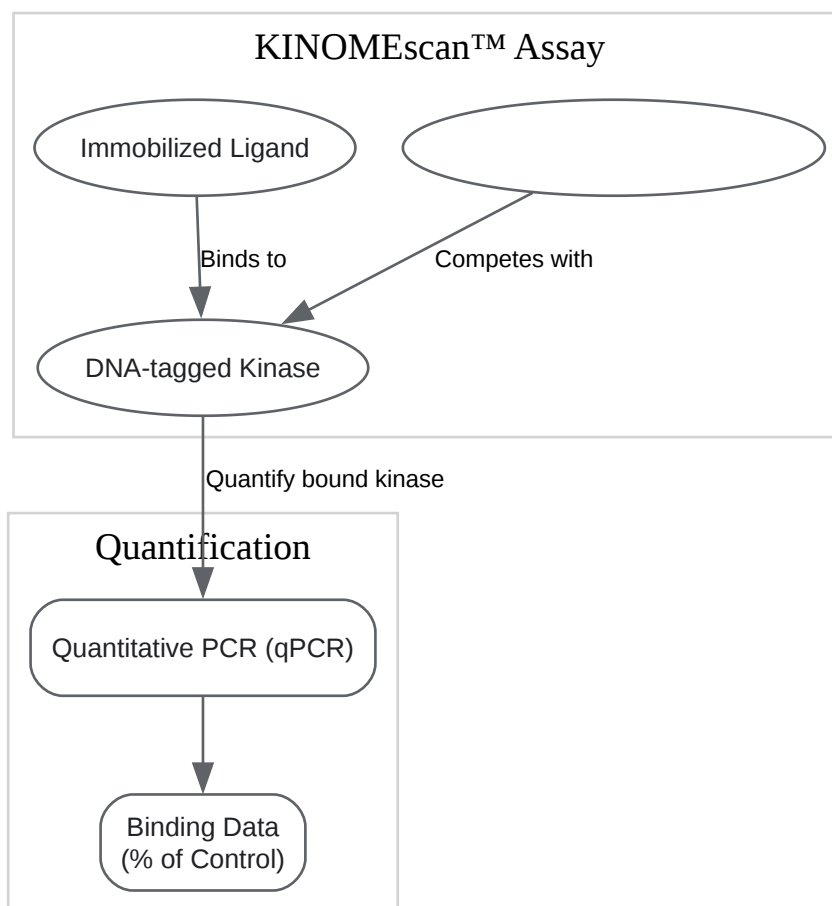 KINOMEscan™ Assay
Immobilized Ligand
Binds to
Competes with
DNA-tagged Kinase
Quantify bound kinase
Quantification
Quantitative PCR (qPCR)
Binding Data
(% of Control)